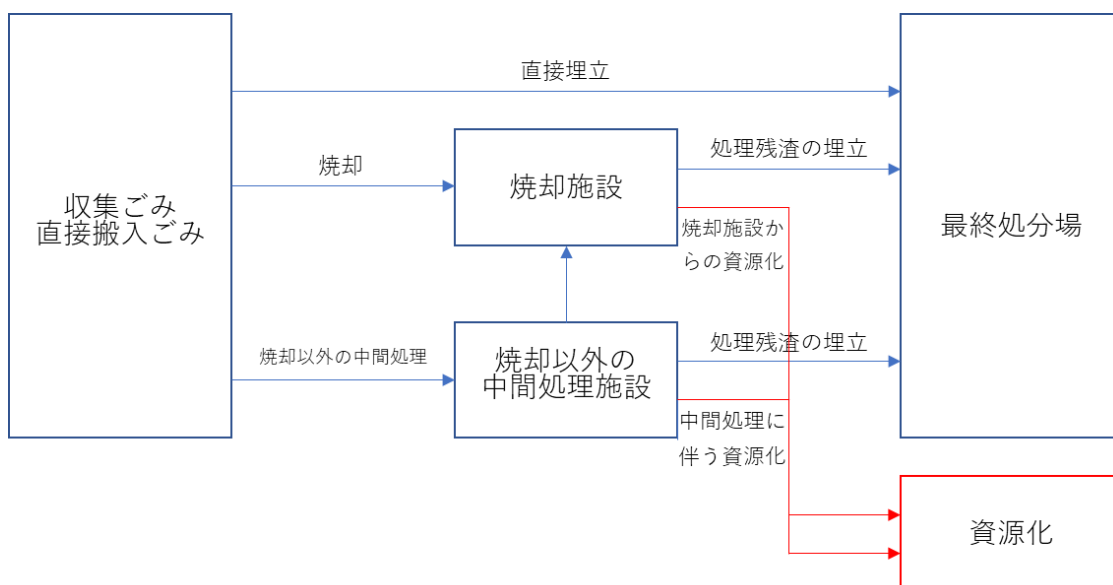 直接埋立
焼却
焼却施設
処理残渣の埋立
収集ごみ
直接搬入ごみ
最終処分場
焼却施設か
らの資源化
焼却以外の中間処理
焼却以外の
中間処理施設
処理残渣の埋立
中間処理に
伴う資源化
資源化